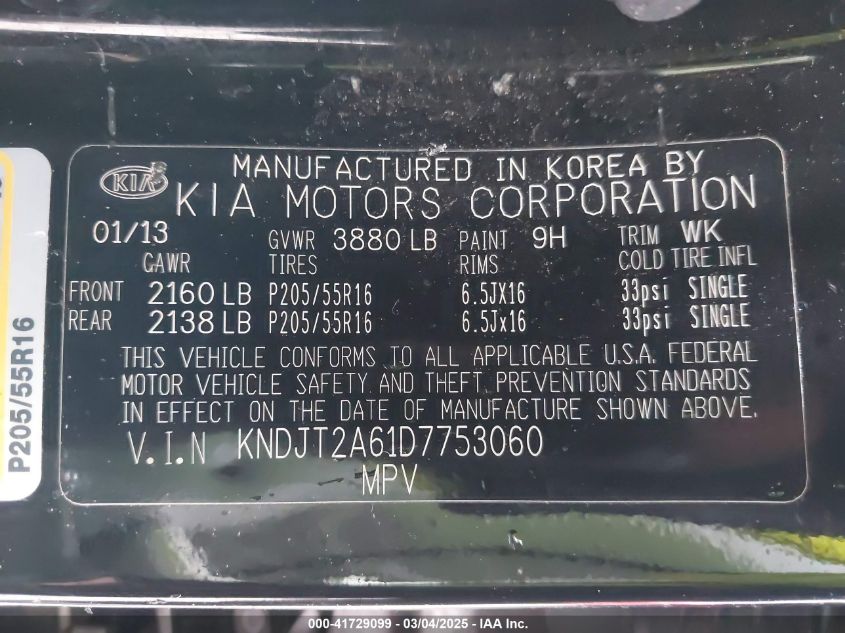 MANUFACTURED IN KOREA BY
KIA KIA MOTORS CORPORATION
01/13 GVWR 3880 LB PAINT 9H TRIM WK
GAWR TIRES RIMS COLD TIRE INFL
FRONT 2160 LB P205/55R16 6.5JX16 33psi SINGLE
REAR 2138 LB P205/55R16 6.5Jx16 33psi SINGLE
THIS VEHICLE CONFORMS TO ALL APPLICABLE U.S.A. FEDERAL
MOTOR VEHICLE SAFETY AND THEFT PREVENTION STANDARDS
IN EFFECT ON THE DATE OF MANUFACTURE SHOWN ABOVE.
V.I.N KNDJT2A61D7753060
MPV
P205/55R16
000-41729099 — 03/04/2025 — IAA Inc.